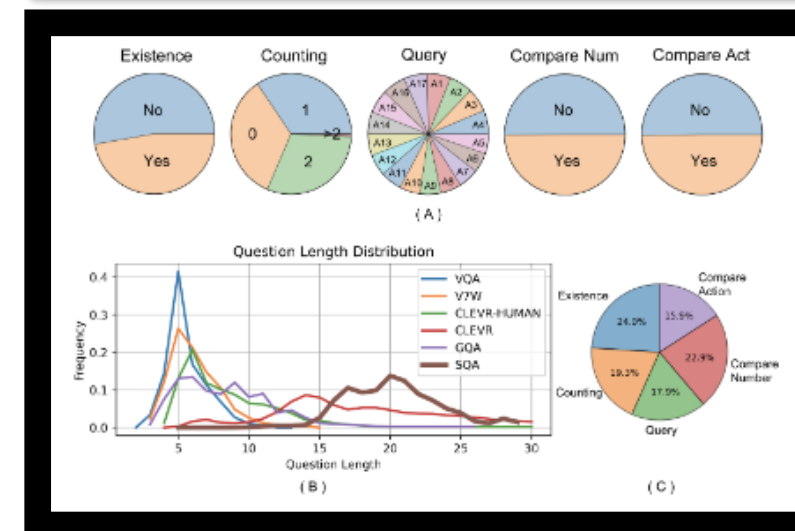 Existence
Counting
Query
Compare Num
Compare Act
No
Yes
1
0
>2
2
A17
A1
A2
A3
A4
A5
A6
A7
A8
A9
A10
A11
A12
A13
A14
A15
A16
No
Yes
No
Yes
( A )
Question Length Distribution
Frequency
0.4
0.3
0.2
0.1
0.0
VQA
V7W
CLEVR-HUMAN
CLEVR
GQA
SQA
5
10
15
20
25
30
Question Length
( B )
Existence
24.0%
Compare
Action
15.5%
22.9%
Compare
Number
19.3%
Counting
17.9%
Query
( C )